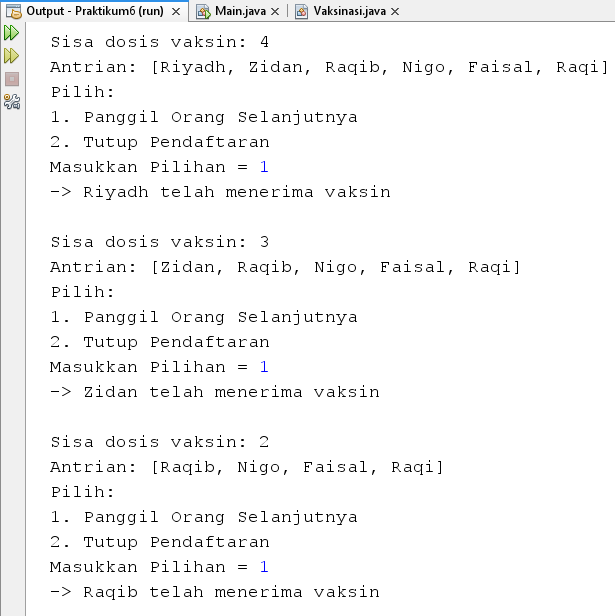 Output - Praktikum6 (run) Main.java Vaksinasi.java
Sisa dosis vaksin: 4
Antrian: [Riyadh, Zidan, Raqib, Nigo, Faisal, Raqi]
Pilih:
1. Panggil Orang Selanjutnya
2. Tutup Pendaftaran
Masukkan Pilihan = 1
-> Riyadh telah menerima vaksin
Sisa dosis vaksin: 3
Antrian: [Zidan, Raqib, Nigo, Faisal, Raqi]
Pilih:
1. Panggil Orang Selanjutnya
2. Tutup Pendaftaran
Masukkan Pilihan = 1
-> Zidan telah menerima vaksin
Sisa dosis vaksin: 2
Antrian: [Raqib, Nigo, Faisal, Raqi]
Pilih:
1. Panggil Orang Selanjutnya
2. Tutup Pendaftaran
Masukkan Pilihan = 1
-> Raqib telah menerima vaksin